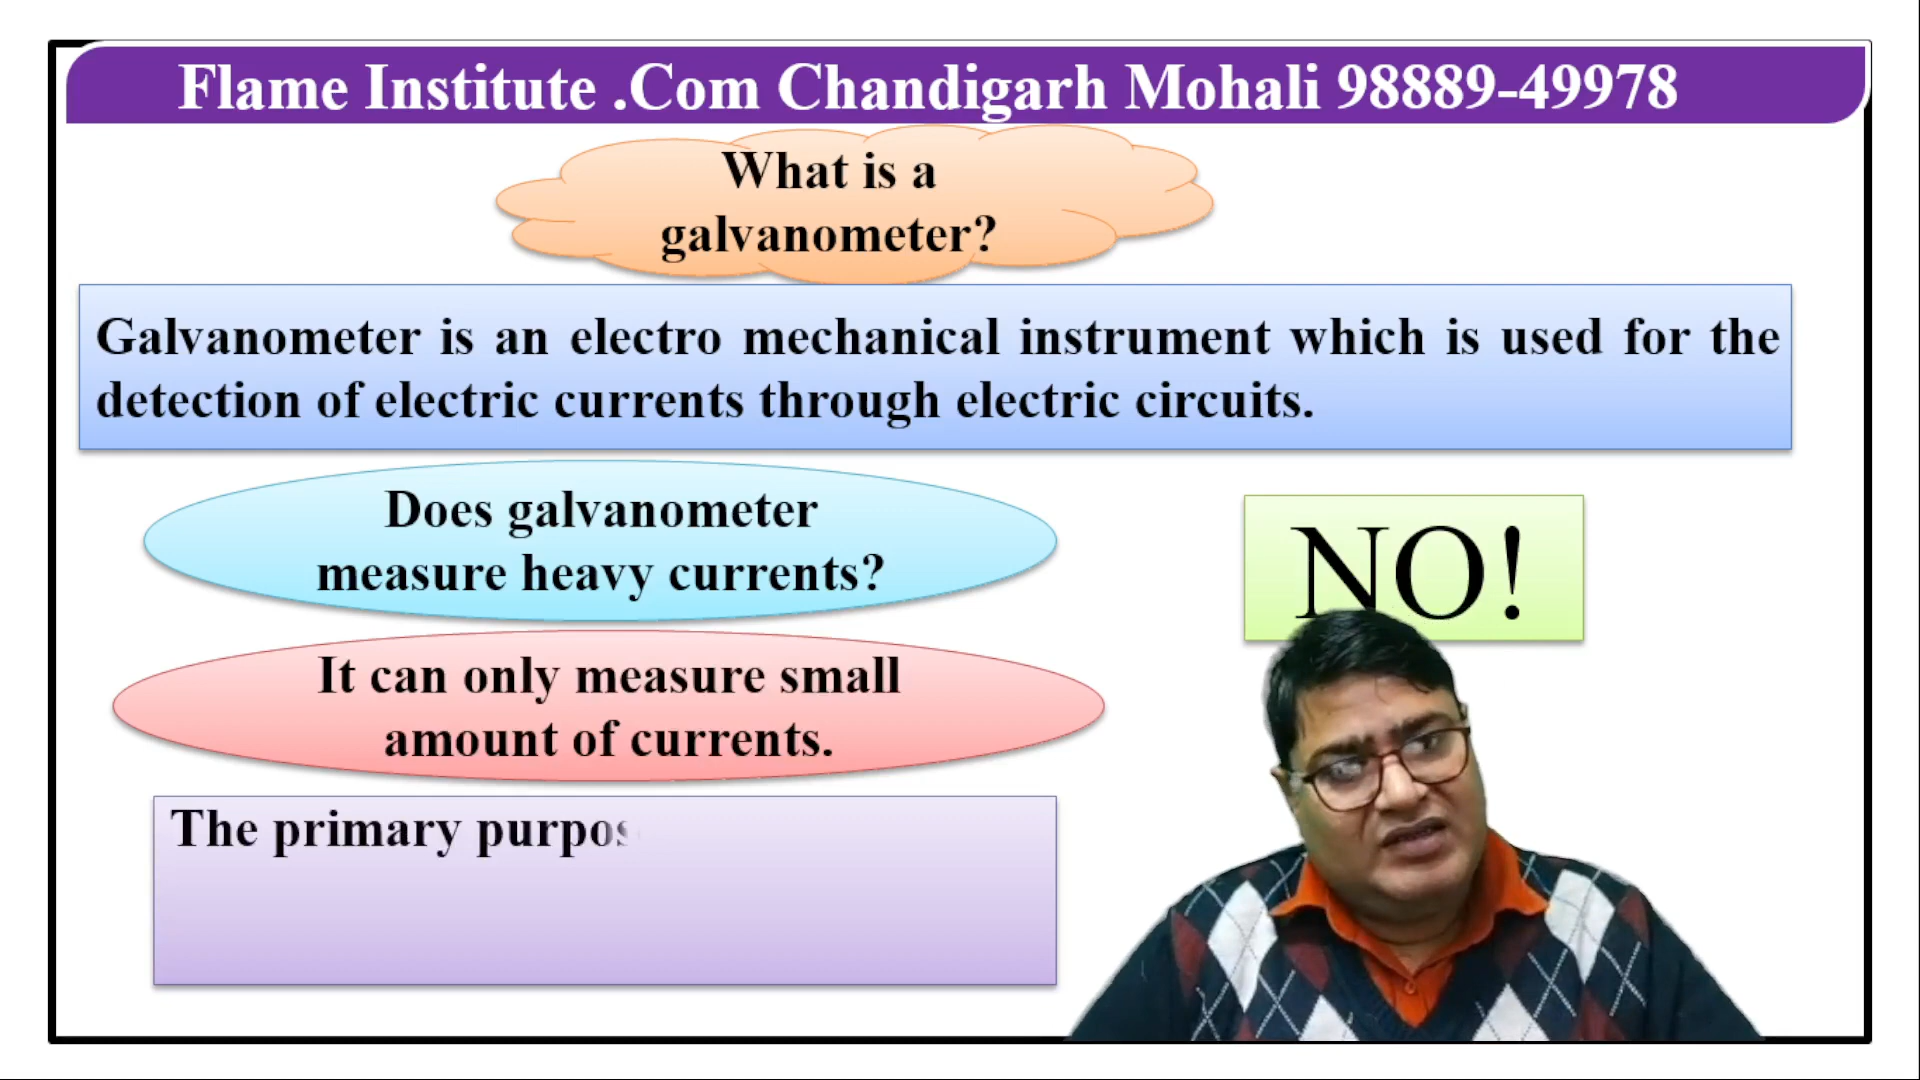 Flame Institute .Com Chandigarh Mohali 98889-49978
What is a
galvanometer?
Galvanometer is an electro mechanical instrument which is used for the
detection of electric currents through electric circuits.
Does galvanometer
measure heavy currents?
NO!
It can only measure small
amount of currents.
The primary purpos